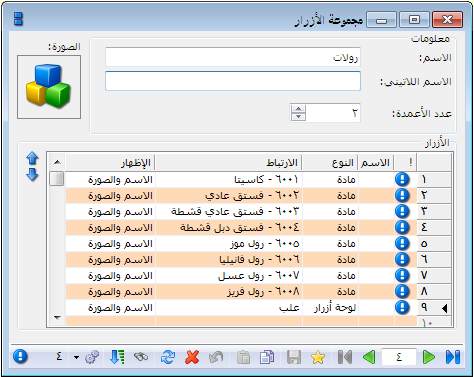 مجموعة الأزرار
معلومات
الاسم: رولات
الاسم اللاتيني:
عدد الأعمدة: ٢
الصورة:
الأزرار
! الاسم النوع الارتباط الإظهار
١ مادة ٦٠٠١ - كاسيتا الاسم والصورة
٢ مادة ٦٠٠٢ - فستق عادي الاسم والصورة
٣ مادة ٦٠٠٣ - فستق عادي قشطة الاسم والصورة
٤ مادة ٦٠٠٤ - فستق دبل قشطة الاسم والصورة
٥ مادة ٦٠٠٥ - رول موز الاسم والصورة
٦ مادة ٦٠٠٦ - رول فانيليا الاسم والصورة
٧ مادة ٦٠٠٧ - رول عسل الاسم والصورة
٨ مادة ٦٠٠٨ - رول فريز الاسم والصورة
٩ لوحة أزرار علب الاسم والصورة
١٠
٤ ٤